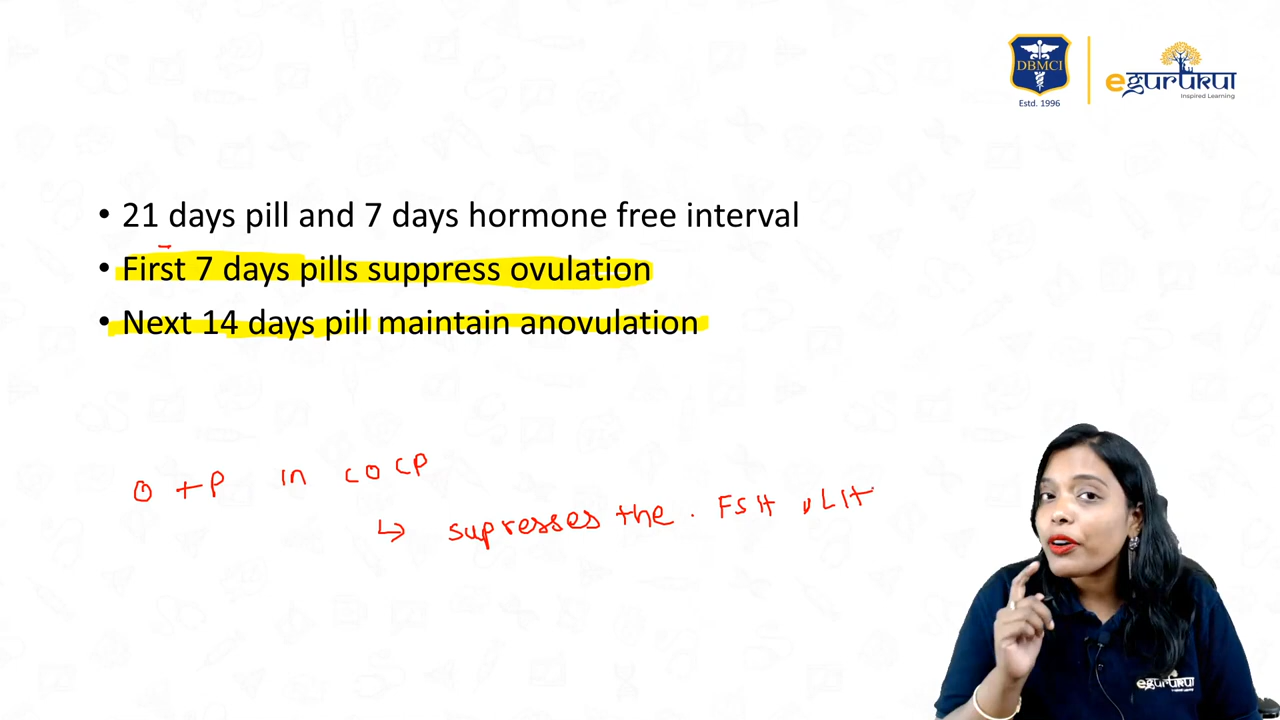 DBMCI
Estd. 1996
egurukul
Inspired Learning
• 21 days pill and 7 days hormone free interval
• First 7 days pills suppress ovulation
• Next 14 days pill maintain anovulation
O + P in COCP
↳ supresses the . FSH , LH
egurukul